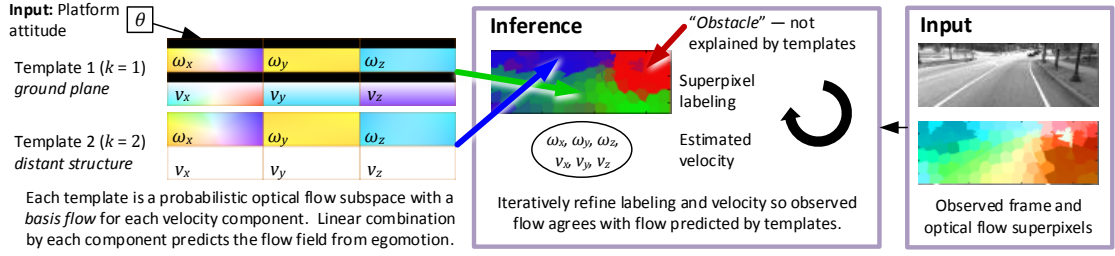 Input: Platform
attitude
θ
Template 1 (k = 1)
ground plane
ωx
ωy
ωz
vx
vy
vz
Template 2 (k = 2)
distant structure
ωx
ωy
ωz
vx
vy
vz
Each template is a probabilistic optical flow subspace with a
basis flow for each velocity component. Linear combination
by each component predicts the flow field from egomotion.
Inference
“Obstacle” — not
explained by templates
Superpixel
labeling
ωx, ωy, ωz,
vx, vy, vz
Estimated
velocity
Iteratively refine labeling and velocity so observed
flow agrees with flow predicted by templates.
Input
Observed frame and
optical flow superpixels